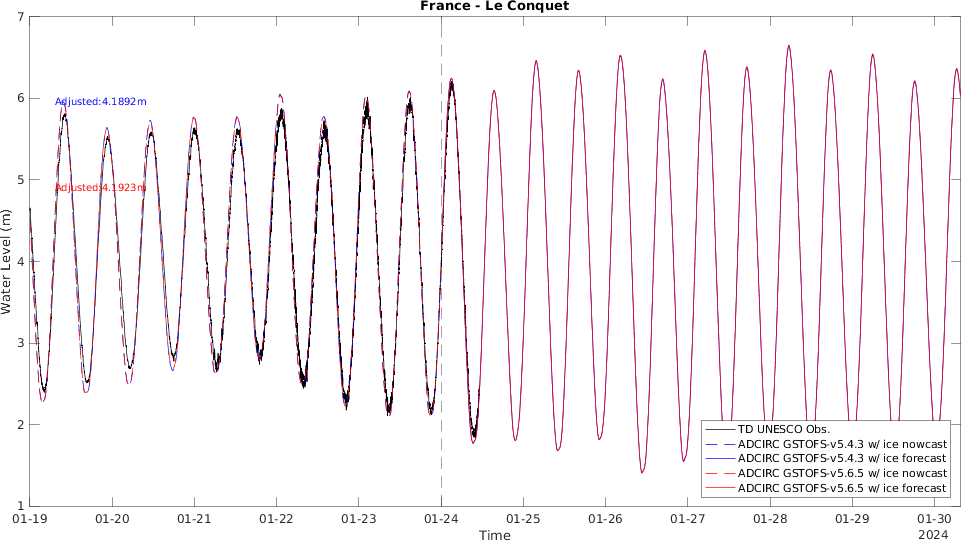 France - Le Conquet
7
6
5
4
3
2
1
Water Level (m)
Adjusted:4.1892m
Adjusted:4.1923m
TD UNESCO Obs.
ADCIRC GSTOFS-v5.4.3 w/ ice nowcast
ADCIRC GSTOFS-v5.4.3 w/ ice forecast
ADCIRC GSTOFS-v5.6.5 w/ ice nowcast
ADCIRC GSTOFS-v5.6.5 w/ ice forecast
01-19 01-20 01-21 01-22 01-23 01-24 01-25 01-26 01-27 01-28 01-29 01-30
Time
2024